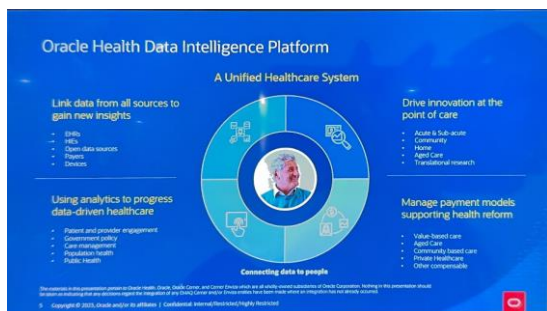 Oracle Health Data Intelligence Platform
A Unified Healthcare System
Link data from all sources to
gain new insights
EHRs
HIEs
Open data sources
Payers
Devices
Using analytics to progress
data-driven healthcare
Patient and provider engagement
Government policy
Care management
Population health
Public Health
Drive innovation at the
point of care
Acute & Sub-acute
Community
Home
Aged Care
Translational research
Manage payment models
supporting health reform
Value-based care
Aged Care
Community based care
Private Healthcare
Other compensable
Connecting data to people
Copyright © 2023, Oracle and/or its affiliates | Confidential: Internal/Restricted/Highly Restricted